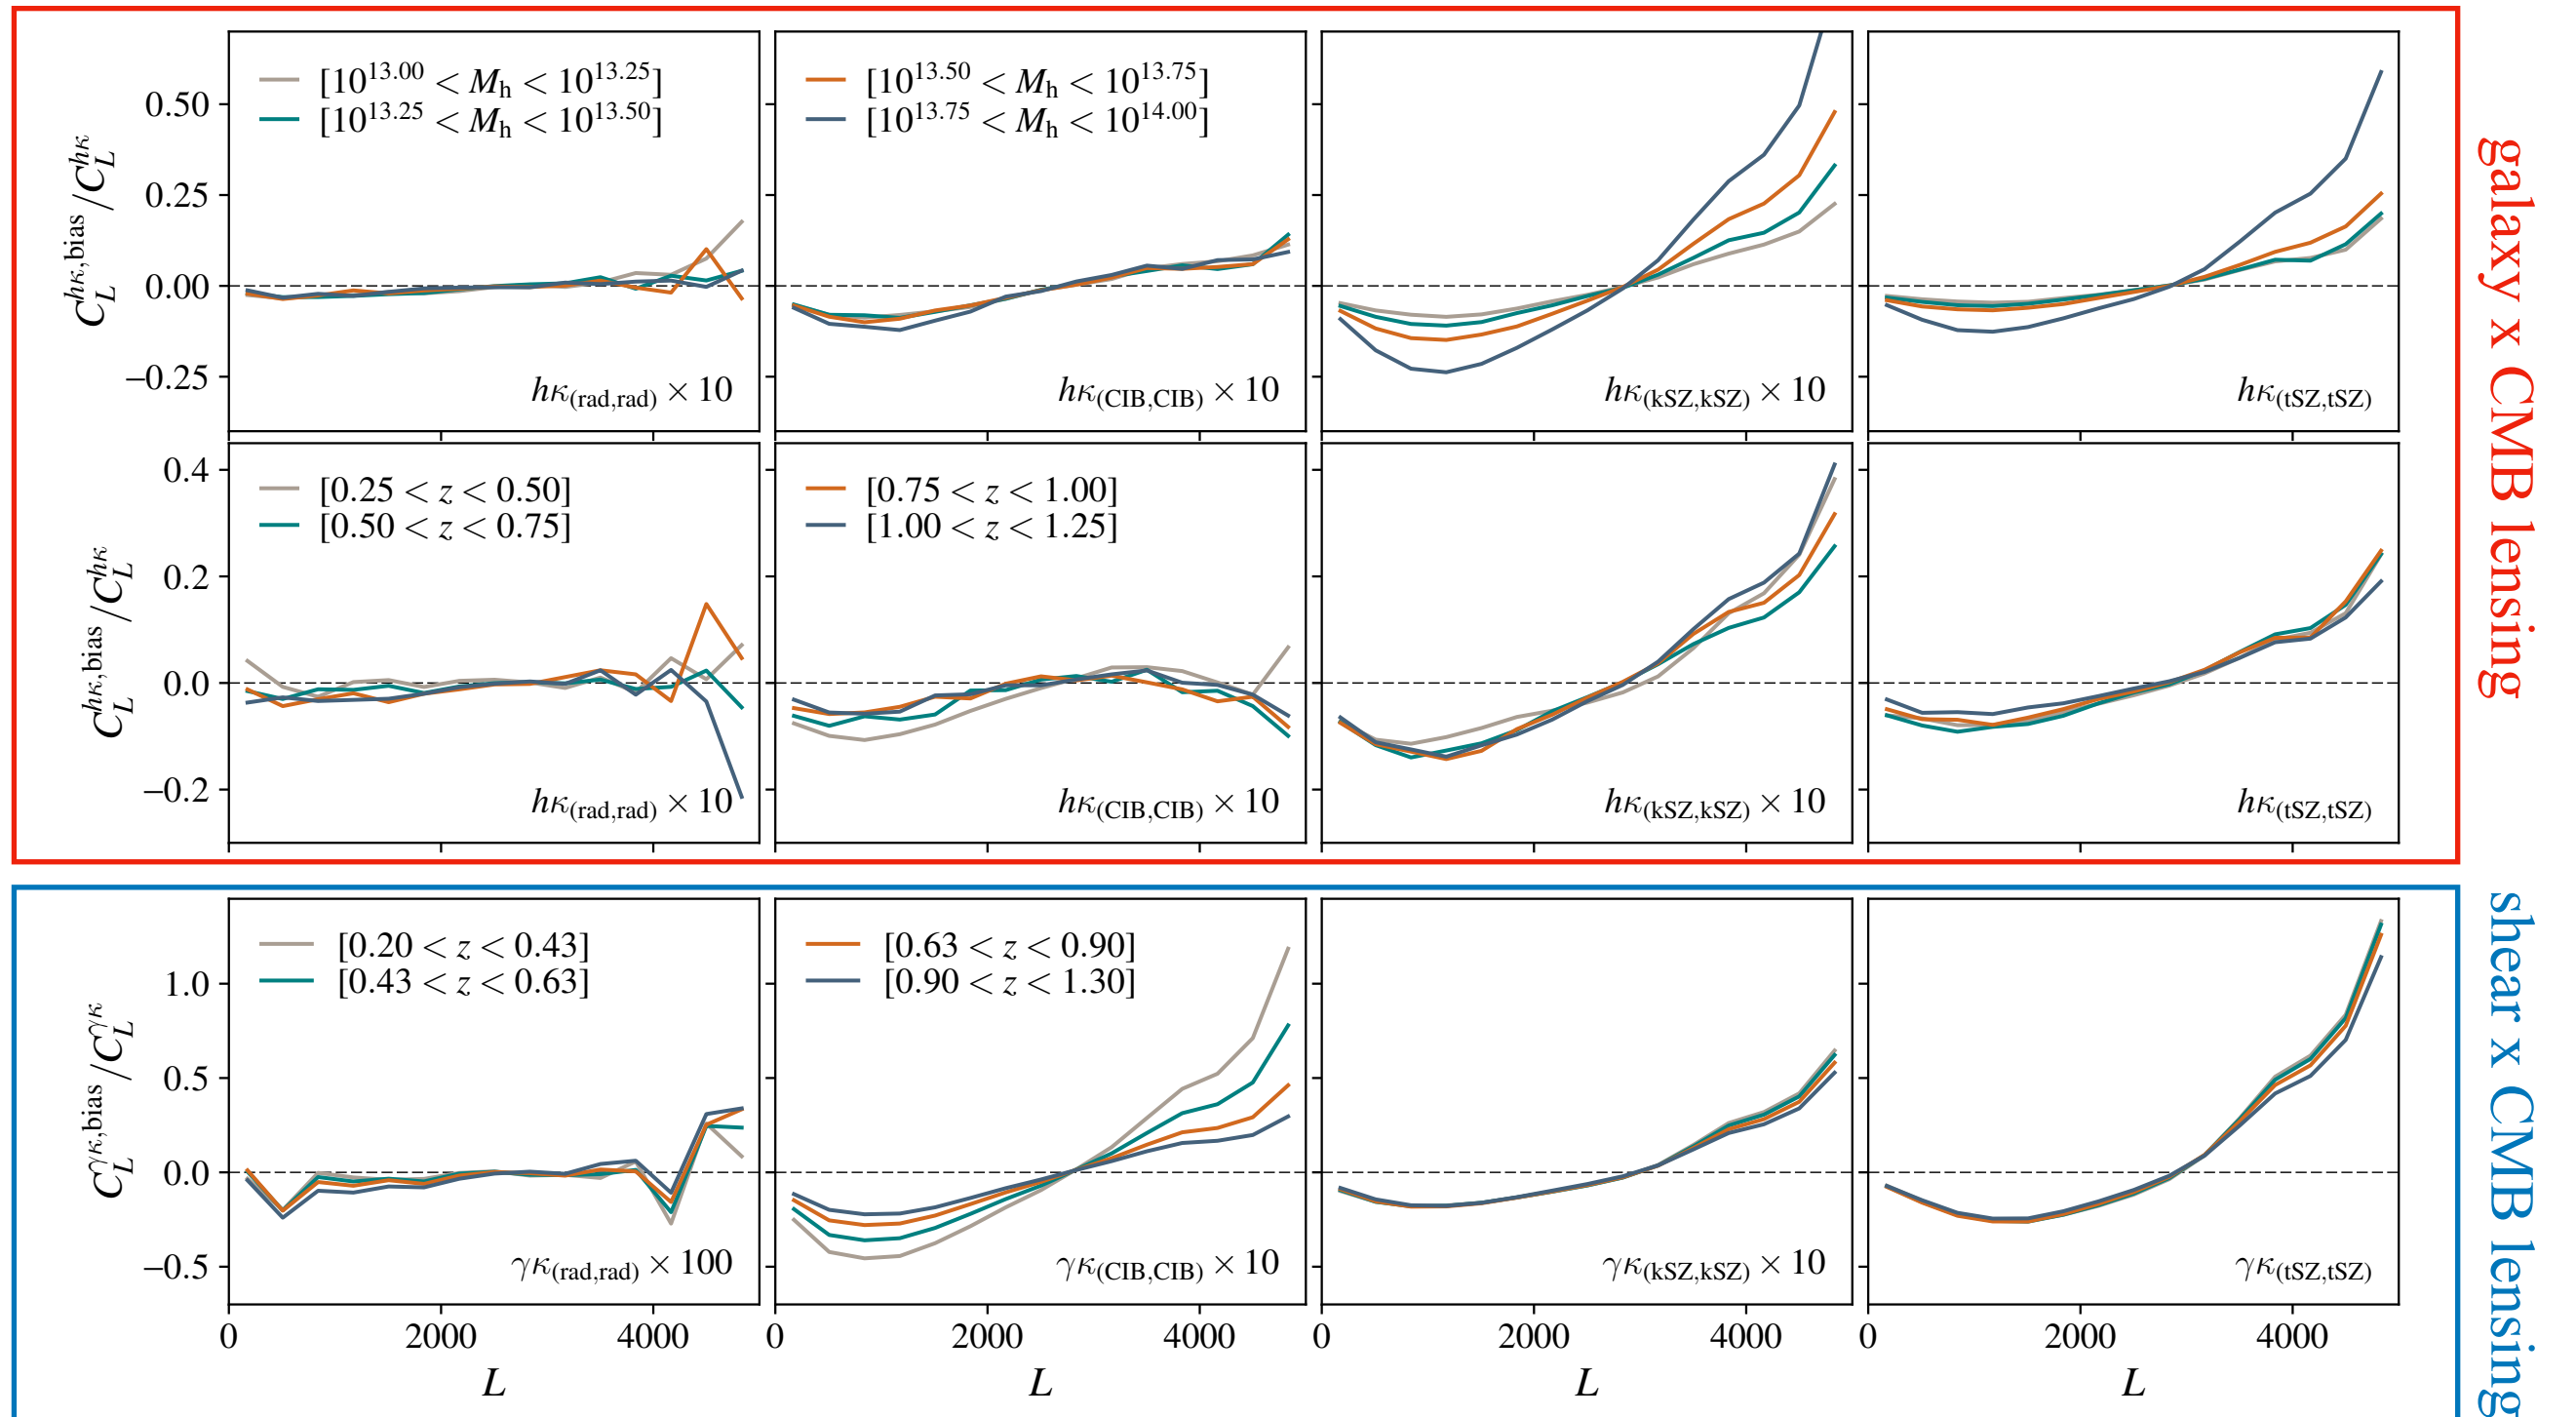 [10^{13.00} < M_h < 10^{13.25}]
[10^{13.25} < M_h < 10^{13.50}]
[10^{13.50} < M_h < 10^{13.75}]
[10^{13.75} < M_h < 10^{14.00}]
0.50
0.25
0.00
−0.25
C_L^{hκ,bias} / C_L^{hκ}
hκ_{(rad,rad)} × 10
hκ_{(CIB,CIB)} × 10
hκ_{(kSZ,kSZ)} × 10
hκ_{(tSZ,tSZ)}
[0.25 < z < 0.50]
[0.50 < z < 0.75]
[0.75 < z < 1.00]
[1.00 < z < 1.25]
0.4
0.2
0.0
−0.2
C_L^{hκ,bias} / C_L^{hκ}
hκ_{(rad,rad)} × 10
hκ_{(CIB,CIB)} × 10
hκ_{(kSZ,kSZ)} × 10
hκ_{(tSZ,tSZ)}
galaxy x CMB lensing
[0.20 < z < 0.43]
[0.43 < z < 0.63]
[0.63 < z < 0.90]
[0.90 < z < 1.30]
1.0
0.5
0.0
−0.5
C_L^{γκ,bias} / C_L^{γκ}
γκ_{(rad,rad)} × 100
γκ_{(CIB,CIB)} × 10
γκ_{(kSZ,kSZ)} × 10
γκ_{(tSZ,tSZ)}
0 2000 4000
0 2000 4000
0 2000 4000
0 2000 4000
L
L
L
L
shear x CMB lensing